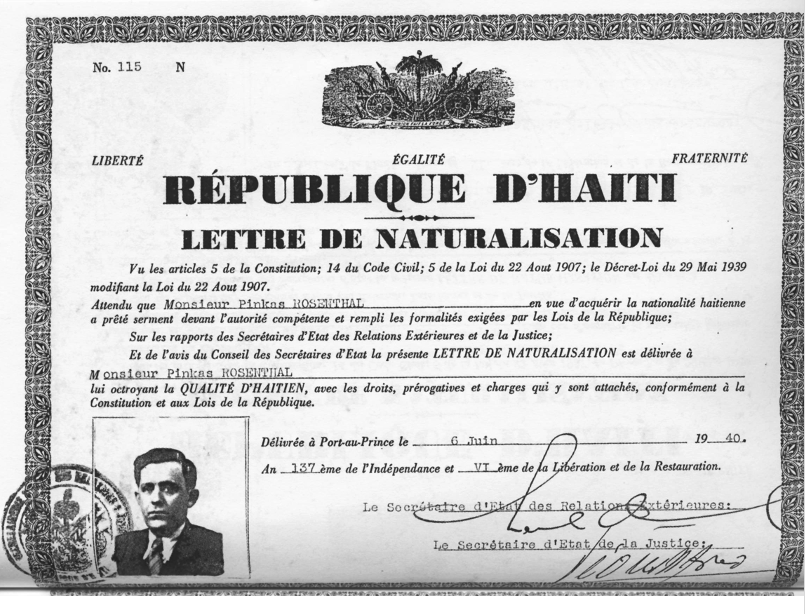 No. 115 N
LIBERTÉ ÉGALITÉ FRATERNITÉ
RÉPUBLIQUE D'HAITI
LETTRE DE NATURALISATION
Vu les articles 5 de la Constitution; 14 du Code Civil; 5 de la Loi du 22 Aout 1907; le Décret-Loi du 29 Mai 1939
modifiant la Loi du 22 Aout 1907.
Attendu que Monsieur Pinkas ROSENTHAL en vue d'acquérir la nationalité haitienne
a prêté serment devant l'autorité compétente et rempli les formalités exigées par les Lois de la République;
Sur les rapports des Secrétaires d'Etat des Relations Extérieures et de la Justice;
Et de l'avis du Conseil des Secrétaires d'Etat la présente LETTRE DE NATURALISATION est délivrée à
Monsieur Pinkas ROSENTHAL
lui octroyant la QUALITÉ D'HAITIEN, avec les droits, prérogatives et charges qui y sont attachés, conformément à la
Constitution et aux Lois de la République.
Délivrée à Port-au-Prince le 6 Juin 19 40.
An 137 ème de l'Indépendance et VI ème de la Libération et de la Restauration.
Le Secrétaire d'Etat des Relations Extérieures:
Le Secrétaire d'Etat de la Justice: